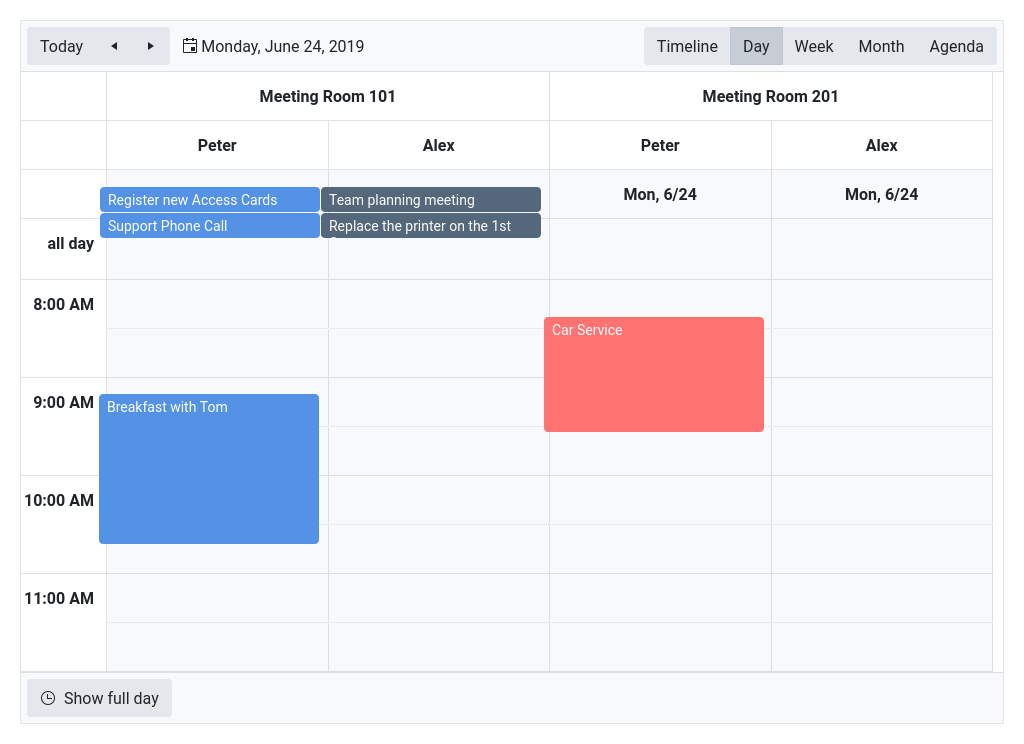 Today
Monday, June 24, 2019
Timeline Day Week Month Agenda
Meeting Room 101 Meeting Room 201
Peter Alex Peter Alex
Register new Access Cards Team planning meeting Mon, 6/24 Mon, 6/24
Support Phone Call Replace the printer on the 1st
all day
8:00 AM
Car Service
9:00 AM
Breakfast with Tom
10:00 AM
11:00 AM
Show full day